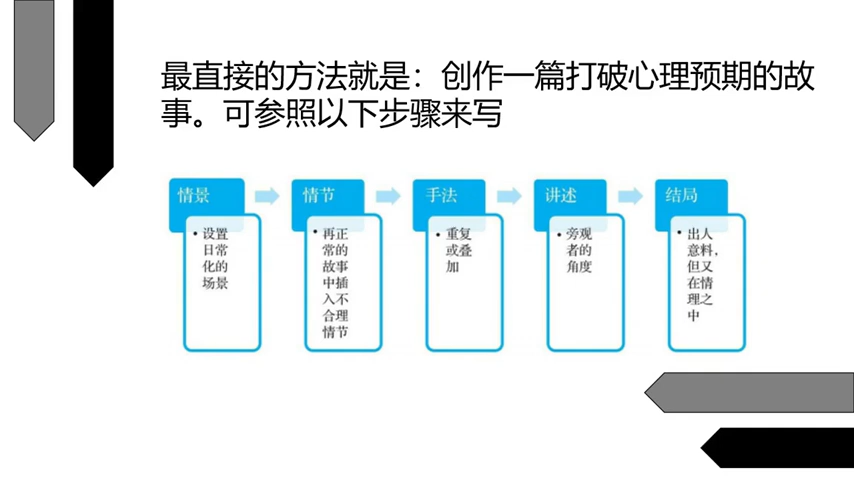 最直接的方法就是：创作一篇打破心理预期的故
事。可参照以下步骤来写
情景
• 设置
日常
化的
场景
情节
• 再正
常的
故事
中插
入不
合理
情节
手法
• 重复
或叠
加
讲述
• 旁观
者的
角度
结局
• 出人
意料，
但又
在情
理之
中